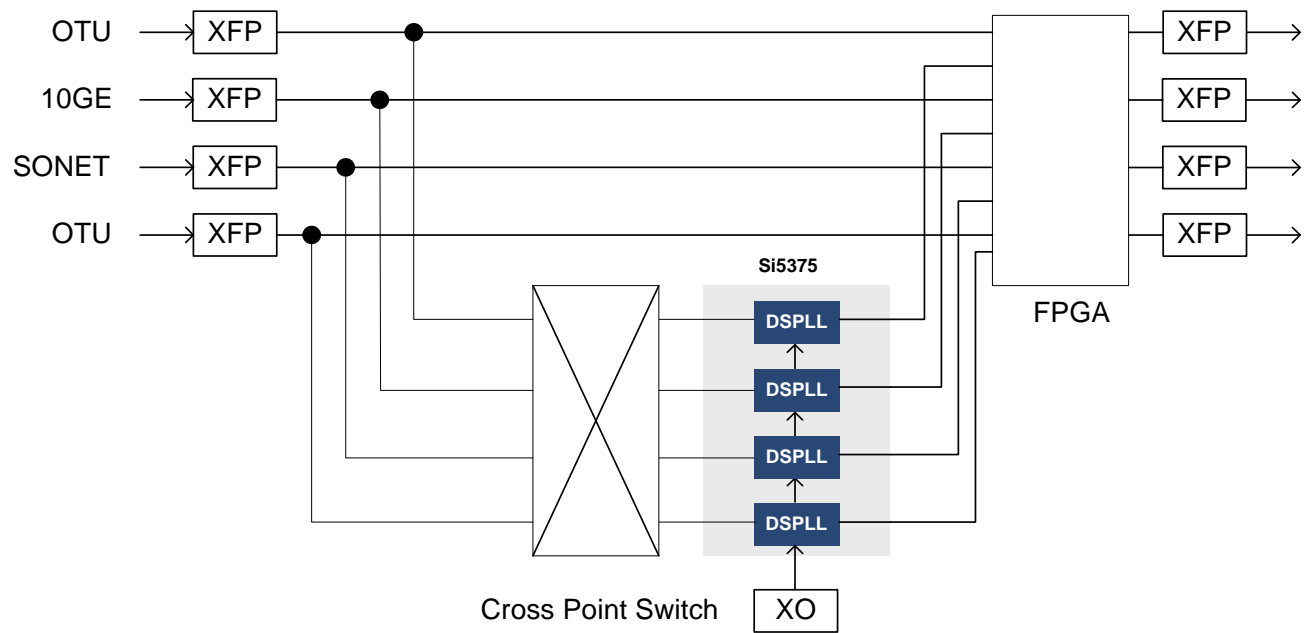 OTU XFP XFP
10GE XFP XFP
SONET XFP XFP
OTU XFP XFP
Si5375
FPGA
DSPLL
DSPLL
DSPLL
DSPLL
Cross Point Switch XO